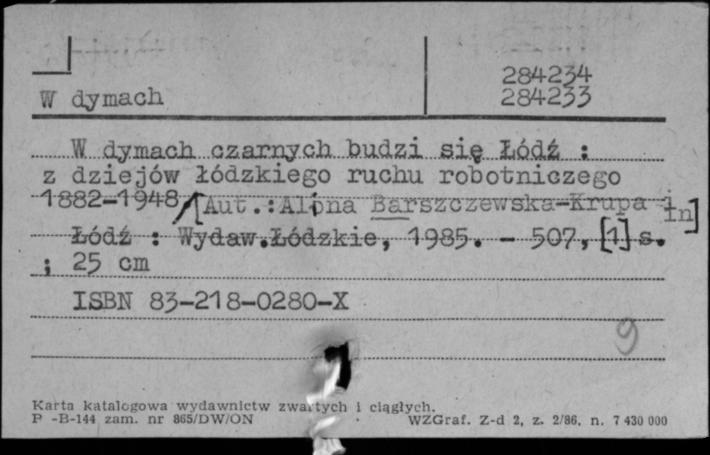 284234
W dymach 284233
W dymach czarnych budzi się Łódź :
z dziejów łódzkiego ruchu robotniczego
1882-1948/[Aut.:Alina Barszczewska-Krupa i in]
Łódź : Wydaw.Łódzkie, 1985. - 507, [1] s.
; 25 cm
ISBN 83-218-0280-X
9
Karta katalogowa wydawnictw zwartych i ciągłych.
P -B-144 zam. nr 865/DW/ON WZGraf. Z-d 2, z. 2/86, n. 7 430 000